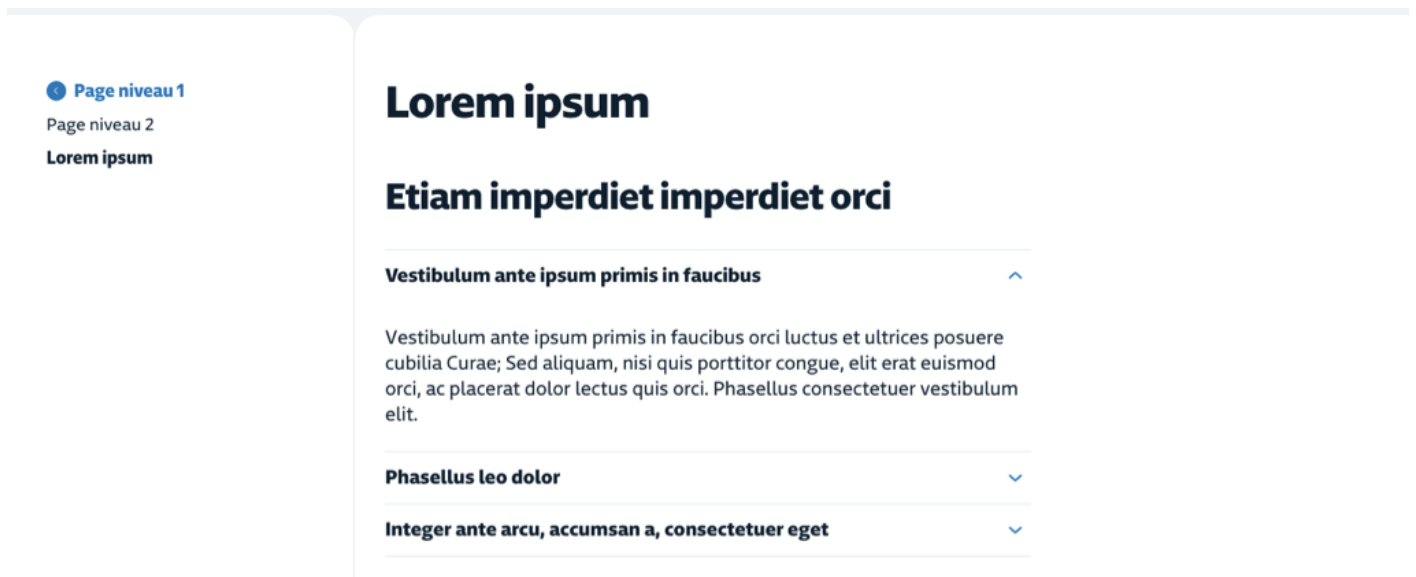 Page niveau 1
Page niveau 2
Lorem ipsum
Lorem ipsum
Etiam imperdiet imperdiet orci
Vestibulum ante ipsum primis in faucibus
Vestibulum ante ipsum primis in faucibus orci luctus et ultrices posuere
cubilia Curae; Sed aliquam, nisi quis porttitor congue, elit erat euismod
orci, ac placerat dolor lectus quis orci. Phasellus consectetuer vestibulum
elit.
Phasellus leo dolor
Integer ante arcu, accumsan a, consectetuer eget